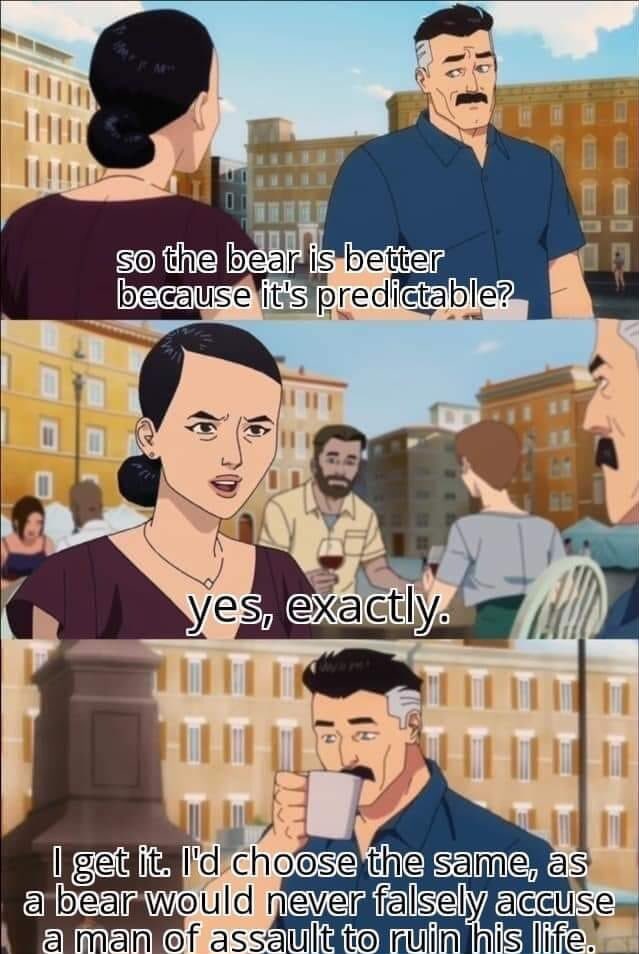 so the bear is better
because it's predictable?
yes, exactly.
I get it. I'd choose the same, as
a bear would never falsely accuse
a man of assault to ruin his life.